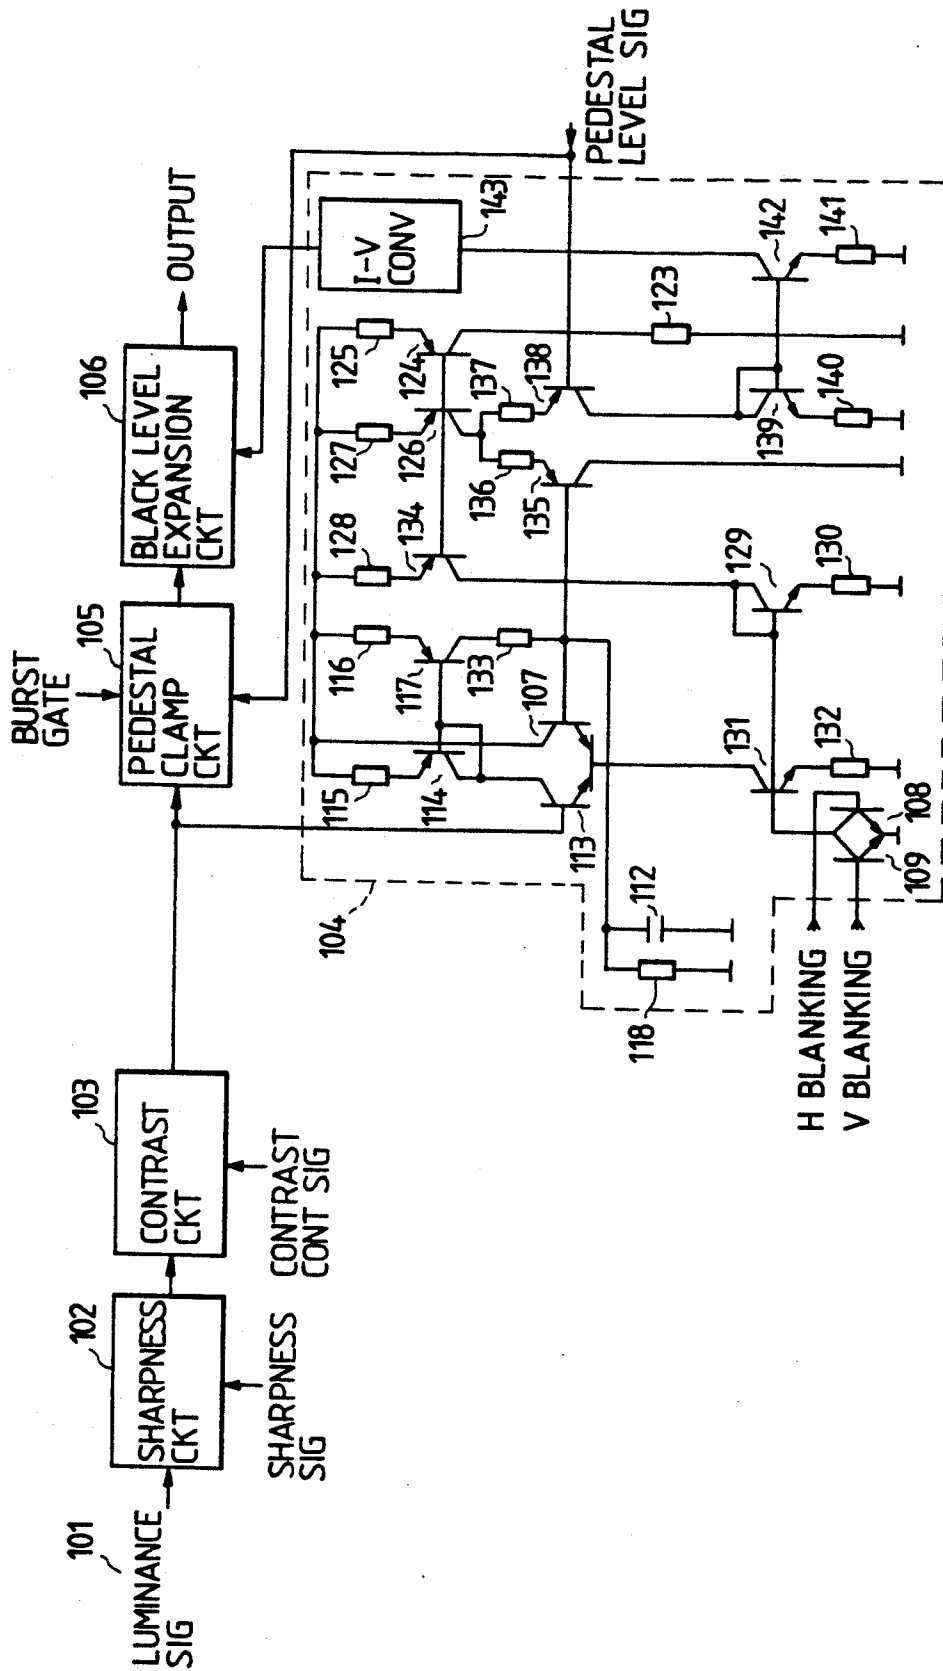 LUMINANCE
SIG
101
SHARPNESS
CKT
102
SHARPNESS
SIG
CONTRAST
CKT
103
CONTRAST
CONT SIG
BURST
GATE
PEDESTAL
CLAMP
CKT
105
BLACK LEVEL
EXPANSION
CKT
106
OUTPUT
104
115
116
128
127
125
114
117
134
126
124
I-V
CONV
143
113
107
133
136
137
135
138
123
PEDESTAL
LEVEL SIG
118
112
131
129
139
142
132
130
140
141
109
108
H BLANKING
V BLANKING